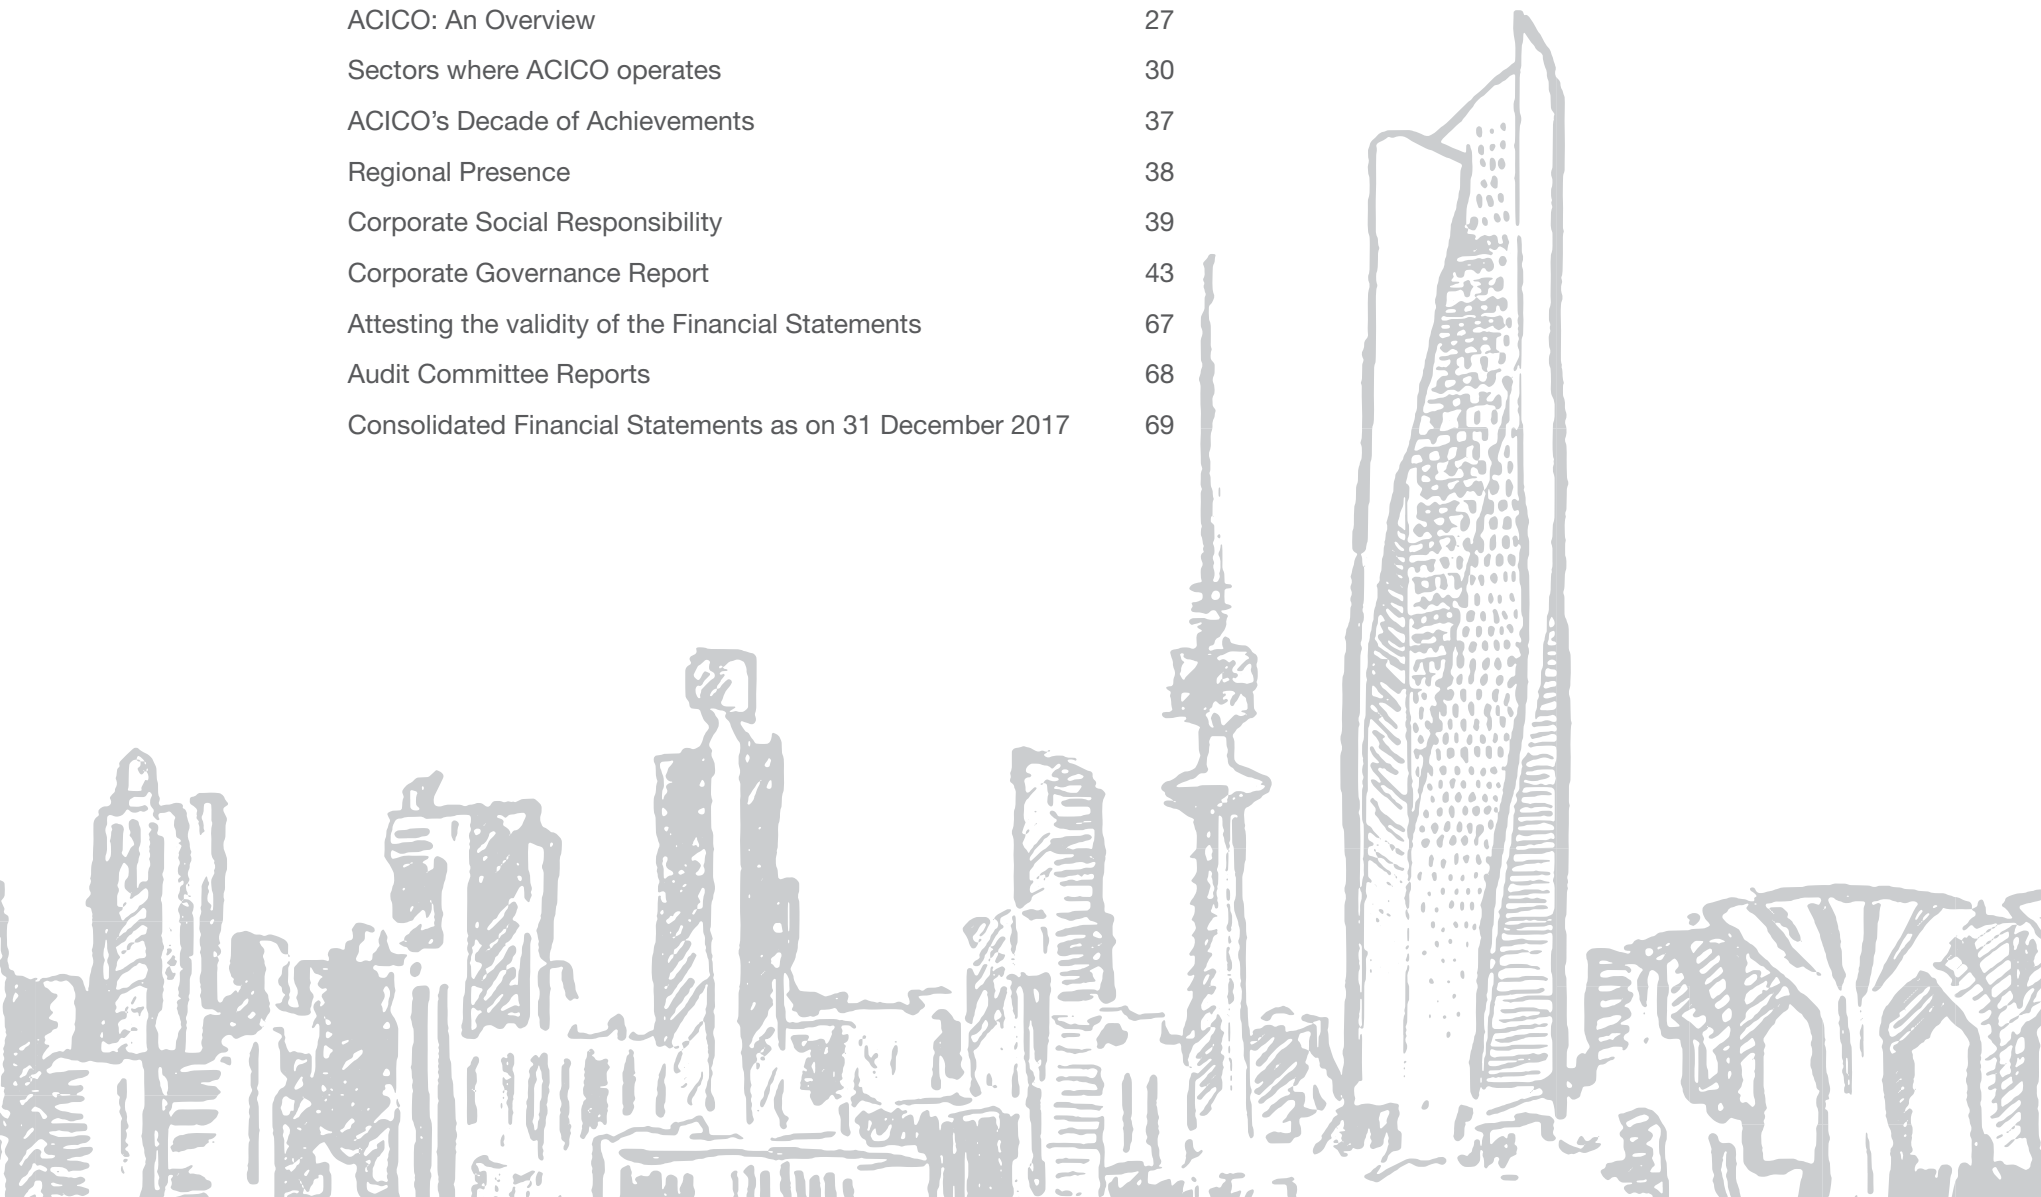 ACICO: An Overview 27
Sectors where ACICO operates 30
ACICO’s Decade of Achievements 37
Regional Presence 38
Corporate Social Responsibility 39
Corporate Governance Report 43
Attesting the validity of the Financial Statements 67
Audit Committee Reports 68
Consolidated Financial Statements as on 31 December 2017 69